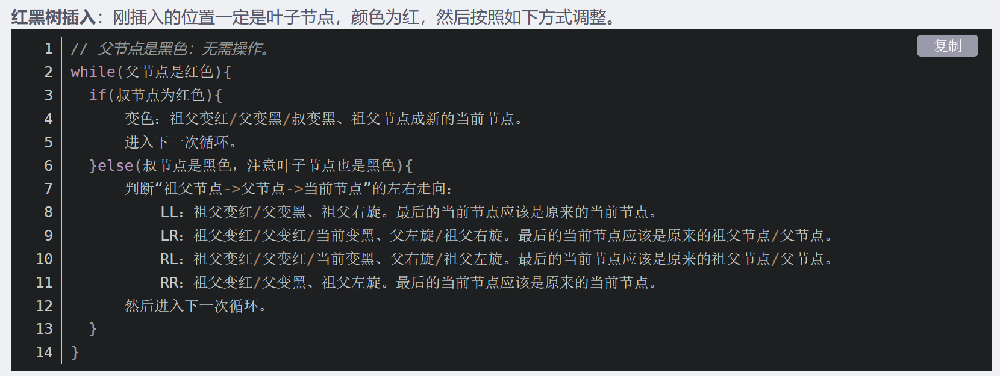 红黑树插入：刚插入的位置一定是叶子节点，颜色为红，然后按照如下方式调整。
复制
1 // 父节点是黑色：无需操作。
2 while(父节点是红色){
3 if(叔节点为红色){
4 变色：祖父变红/父变黑/叔变黑、祖父节点成新的当前节点。
5 进入下一次循环。
6 }else(叔节点是黑色，注意叶子节点也是黑色){
7 判断“祖父节点->父节点->当前节点”的左右走向：
8 LL：祖父变红/父变黑、祖父右旋。最后的当前节点应该是原来的当前节点。
9 LR：祖父变红/父变红/当前变黑、父左旋/祖父右旋。最后的当前节点应该是原来的祖父节点/父节点。
10 RL：祖父变红/父变红/当前变黑、父右旋/祖父左旋。最后的当前节点应该是原来的祖父节点/父节点。
11 RR：祖父变红/父变黑、祖父左旋。最后的当前节点应该是原来的当前节点。
12 然后进入下一次循环。
13 }
14 }